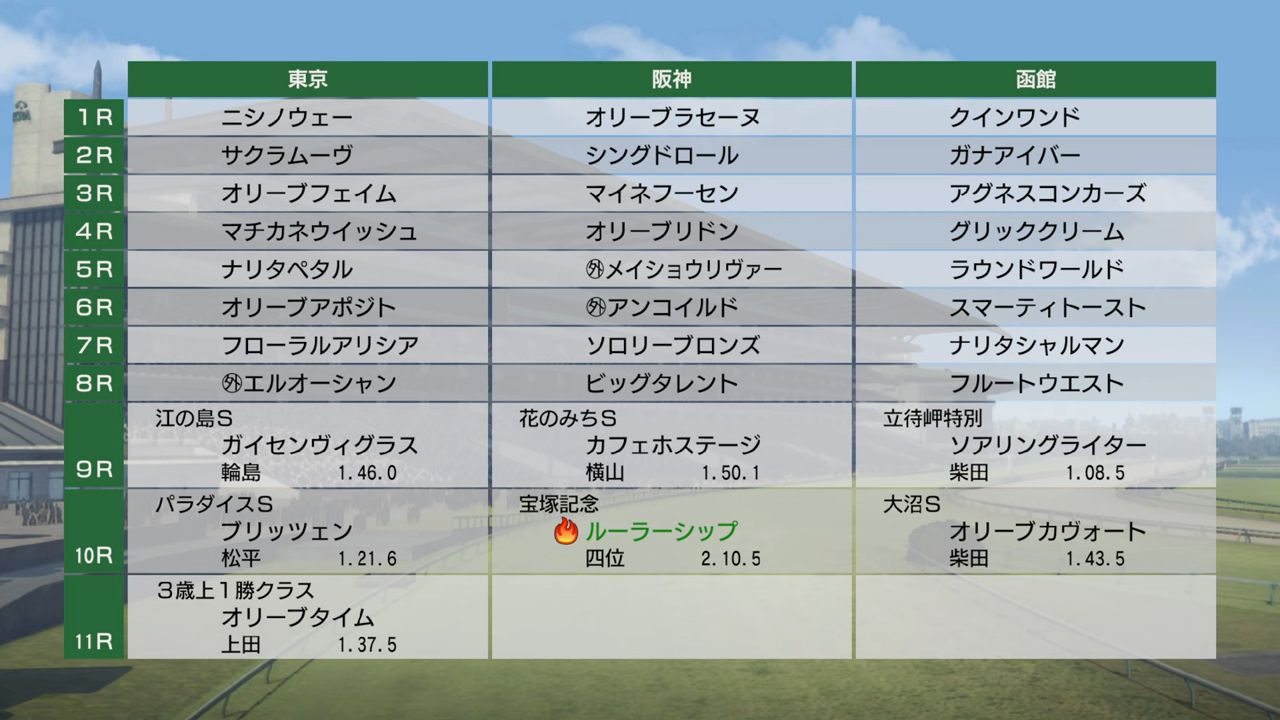 東京 阪神 函館
1R ニシノウェー オリーブラセーヌ クインワンド
2R サクラムーヴ シングドロール ガナアイバー
3R オリーブフェイム マイネフーセン アグネスコンカーズ
4R マチカネウイッシュ オリーブリドン グリッククリーム
5R ナリタペタル ㊕メイショウリヴァー ラウンドワールド
6R オリーブアポジト 外アンコイルド スマーティトースト
7R フローラルアリシア ソロリーブロンズ ナリタシャルマン
8R 外エルオーシャン ビッグタレント フルートウエスト
江の島S 花のみちS 立待岬特別
ガイセンヴィグラス カフェホステージ ソアリングライター
9R 輪島 1.46.0 横山 1.50.1 柴田 1.08.5
パラダイスS 宝塚記念 大沼S
ブリッツェン ルーラーシップ オリーブカヴォート
10R 松平 1.21.6 四位 2.10.5 柴田 1.43.5
3歳上1勝クラス
オリーブタイム
11R 上田 1.37.5